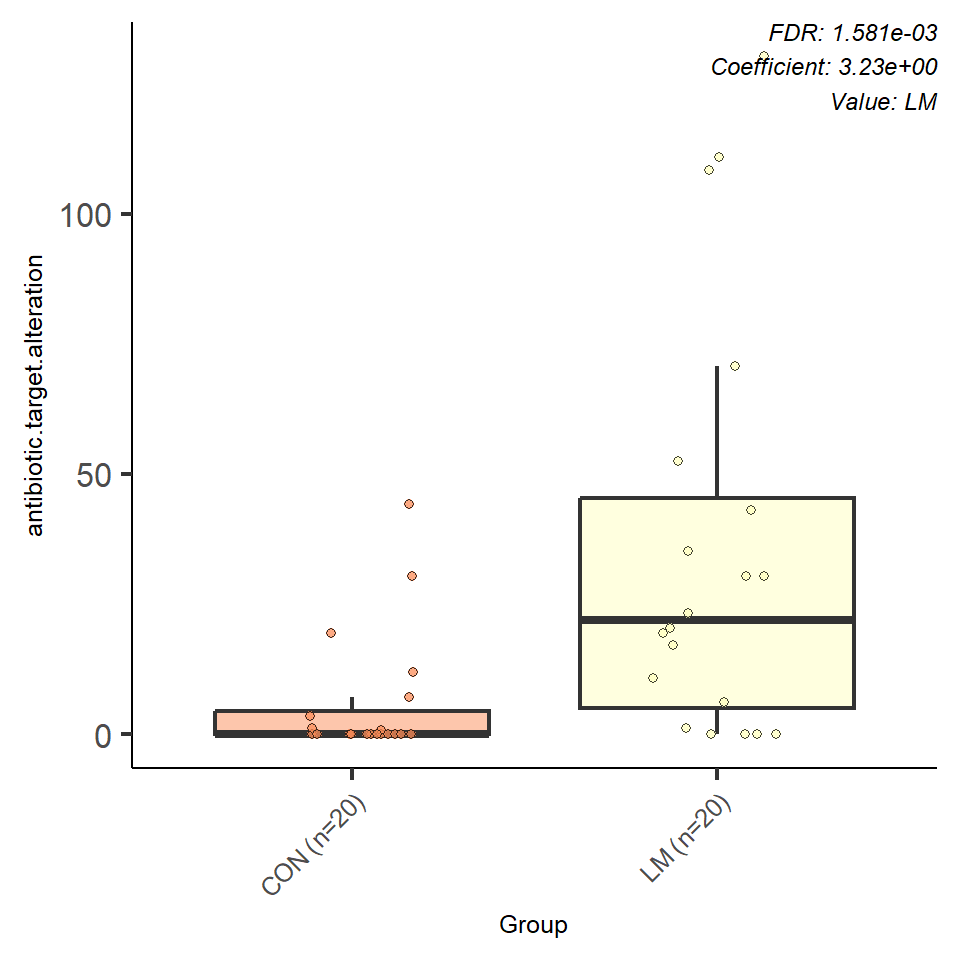 FDR: 1.581e-03
Coefficient: 3.23e+00
Value: LM
antibiotic.target.alteration
100
50
0
CON (n=20)
LM (n=20)
Group